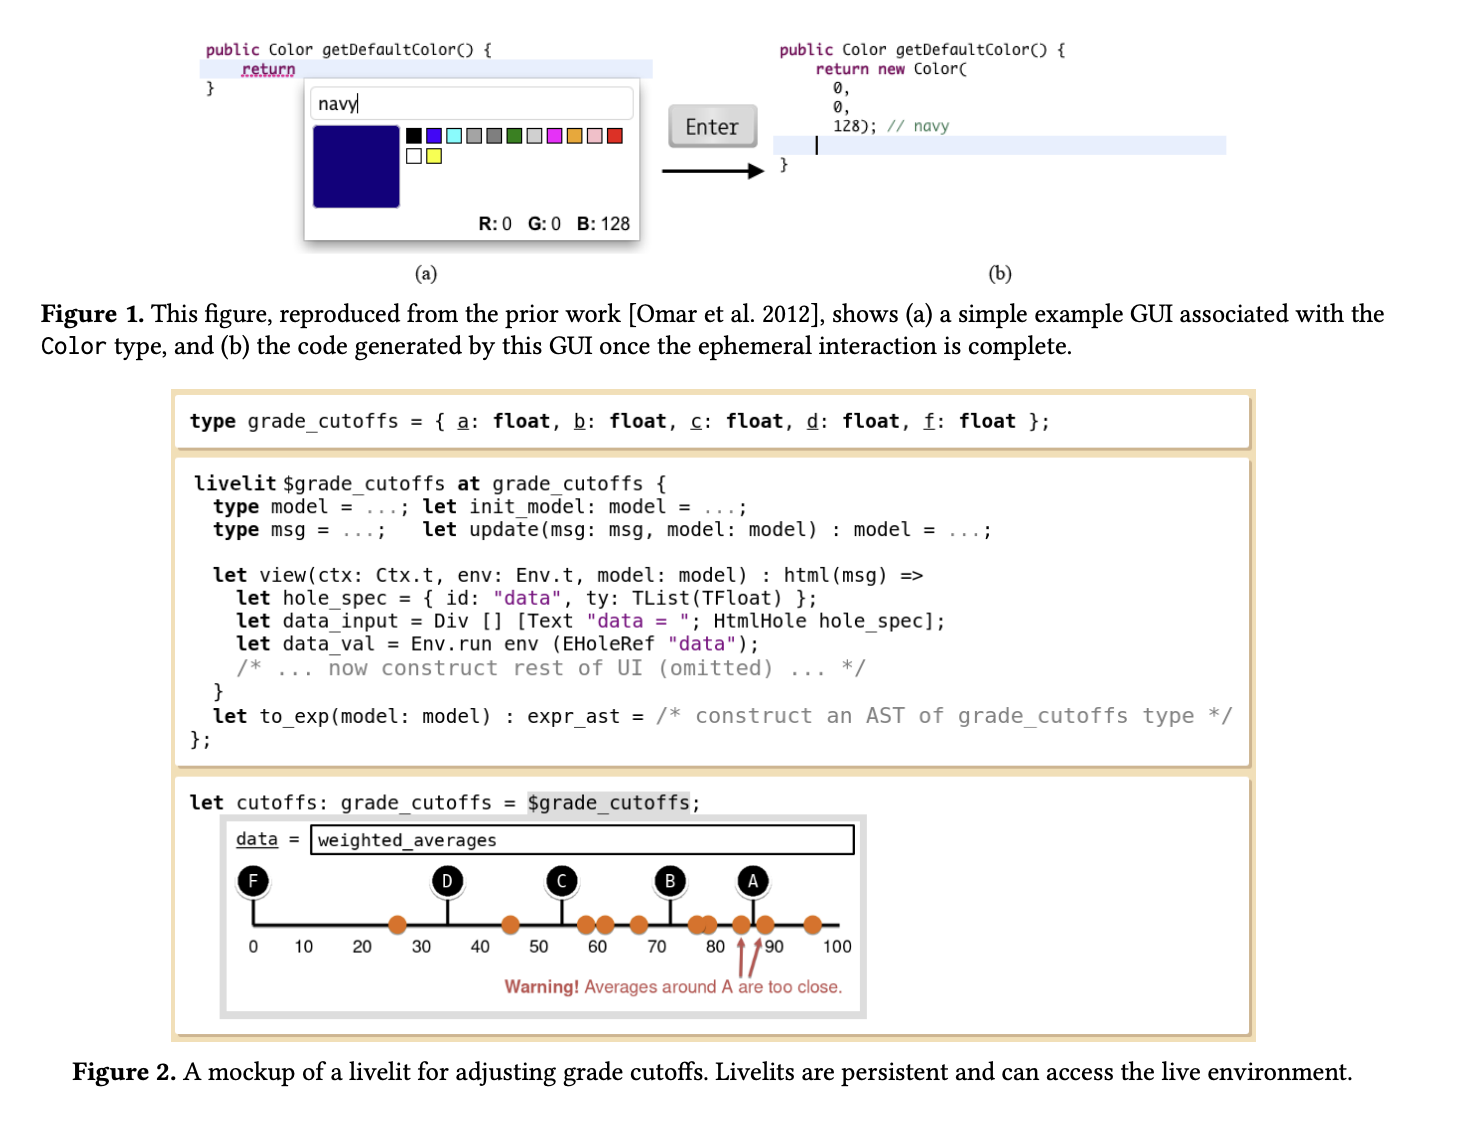 public Color getDefaultColor() {
return
}
navy
R: 0 G: 0 B: 128
(a)
Enter
public Color getDefaultColor() {
return new Color(
0,
0,
128); // navy
}
(b)
Figure 1. This figure, reproduced from the prior work [Omar et al. 2012], shows (a) a simple example GUI associated with the
Color type, and (b) the code generated by this GUI once the ephemeral interaction is complete.
type grade_cutoffs = { a: float, b: float, c: float, d: float, f: float };
livelit $grade_cutoffs at grade_cutoffs {
type model = ...; let init_model: model = ...;
type msg = ...; let update(msg: msg, model: model) : model = ...;
let view(ctx: Ctx.t, env: Env.t, model: model) : html(msg) =>
let hole_spec = { id: "data", ty: TList(TFloat) };
let data_input = Div [] [Text "data = "; HtmlHole hole_spec];
let data_val = Env.run env (EHoleRef "data");
/* ... now construct rest of UI (omitted) ... */
}
let to_exp(model: model) : expr_ast = /* construct an AST of grade_cutoffs type */
};
let cutoffs: grade_cutoffs = $grade_cutoffs;
data = weighted_averages
F D C B A
0 10 20 30 40 50 60 70 80 90 100
Warning! Averages around A are too close.
Figure 2. A mockup of a livelit for adjusting grade cutoffs. Livelits are persistent and can access the live environment.